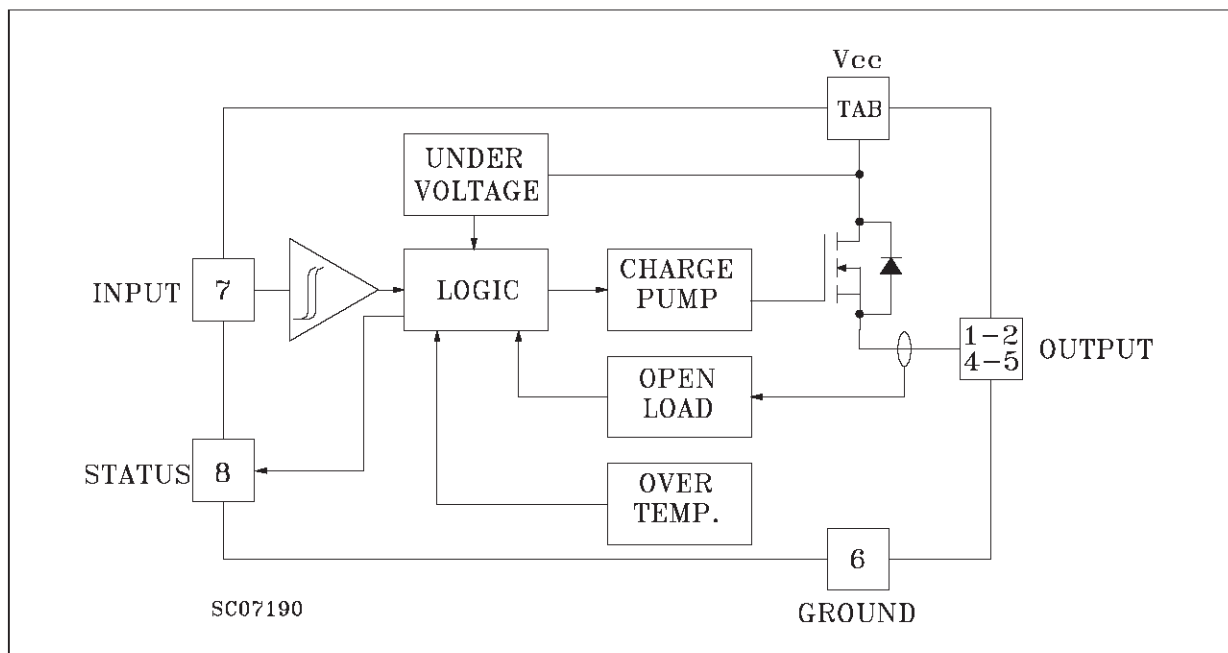 Vcc
TAB
UNDER
VOLTAGE
INPUT
7
LOGIC
CHARGE
PUMP
1-2
4-5
OUTPUT
OPEN
LOAD
STATUS
8
OVER
TEMP.
6
GROUND
SC07190